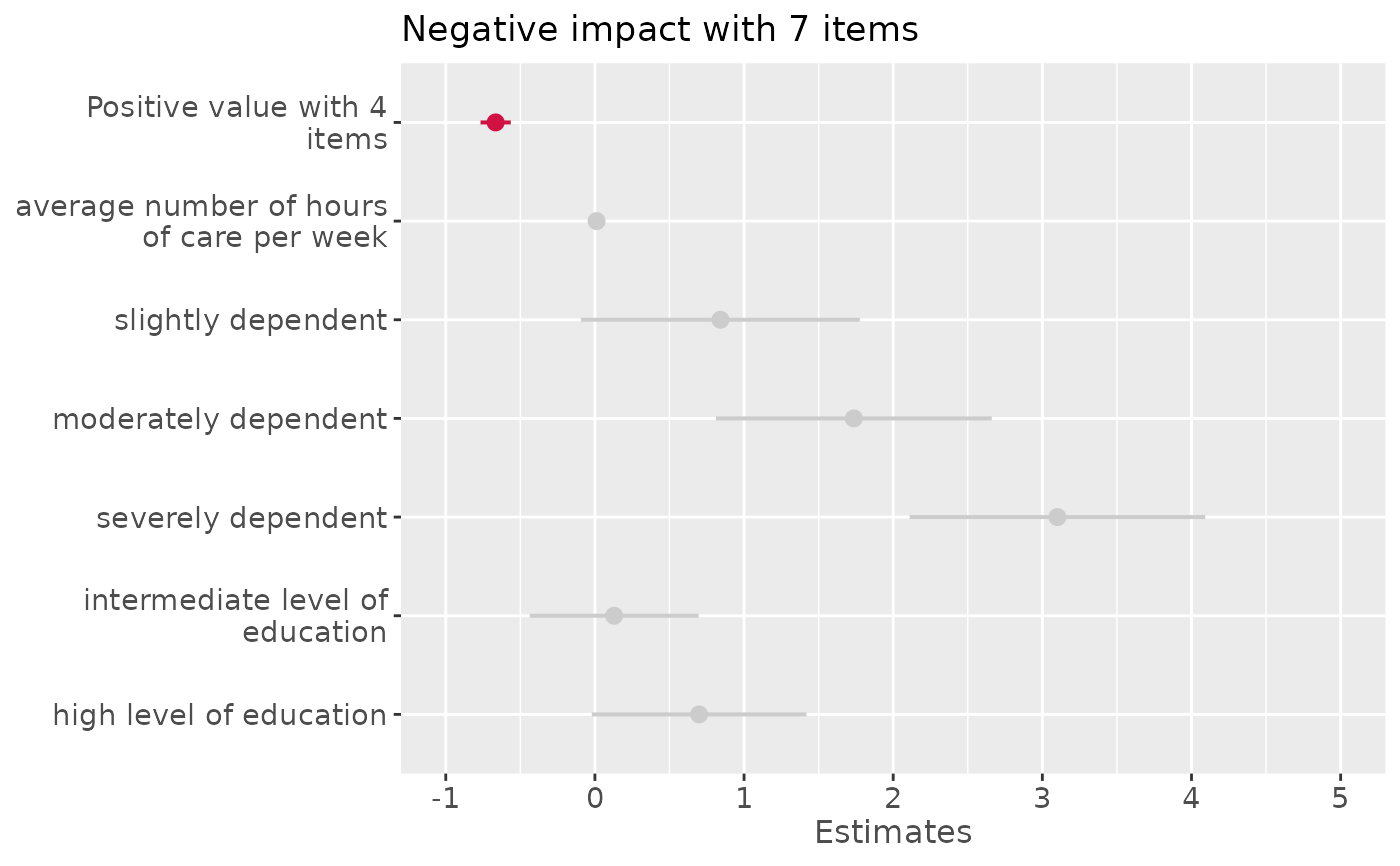 Negative impact with 7 items
Positive value with 4
items
average number of hours
of care per week
slightly dependent
moderately dependent
severely dependent
intermediate level of
education
high level of education
-1 0 1 2 3 4 5
Estimates